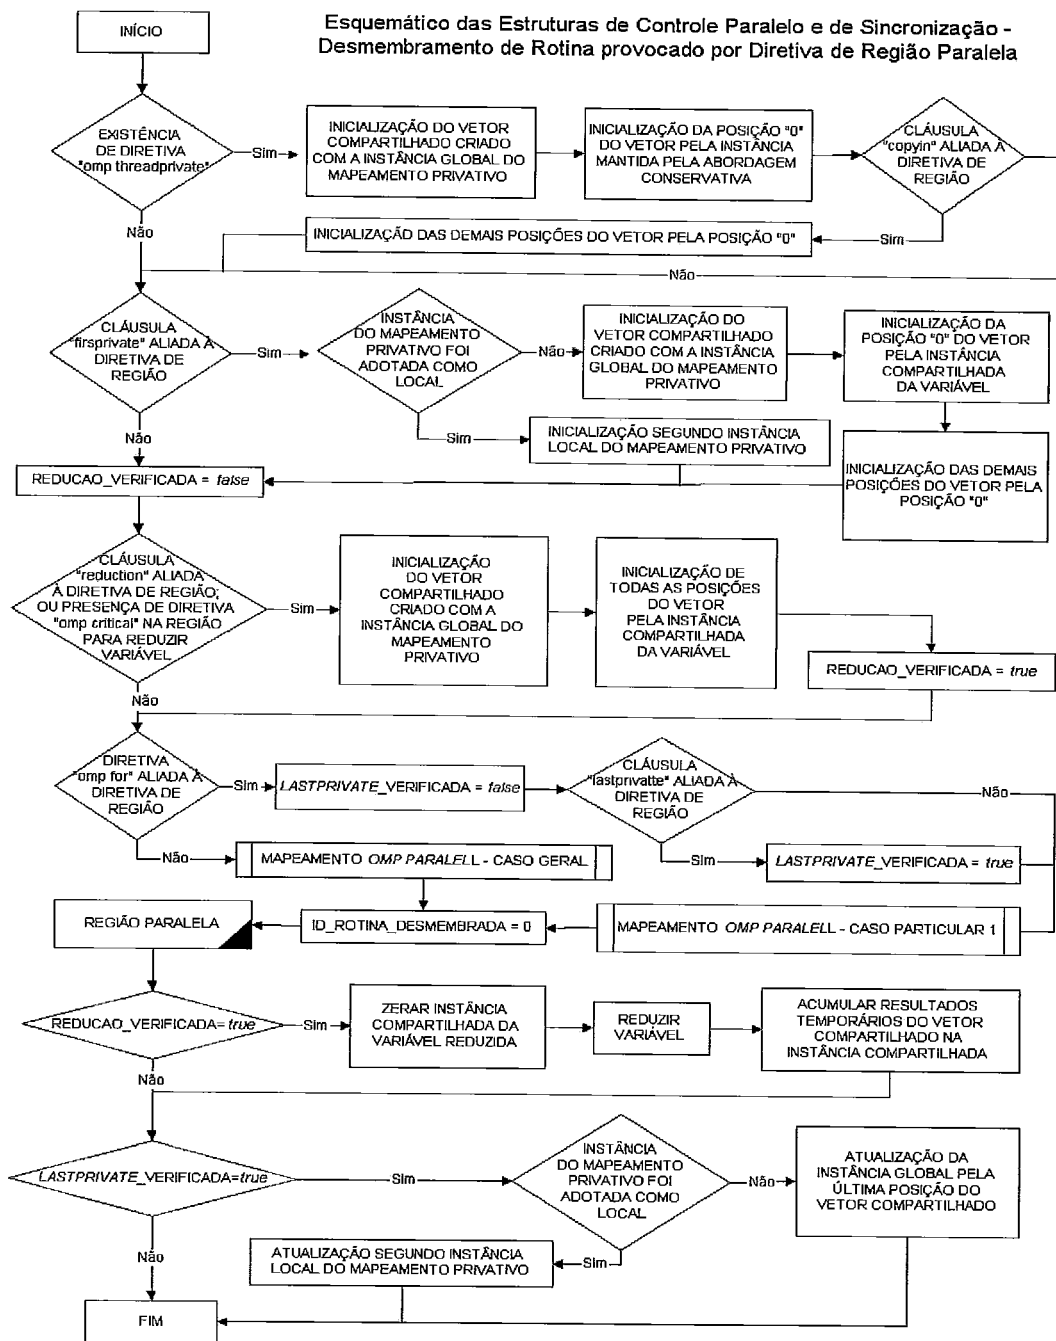 Esquemático das Estruturas de Controle Paralelo e de Sincronização -
Desmembramento de Rotina provocado por Diretiva de Região Paralela
INÍCIO
EXISTÊNCIA
DE DIRETIVA
"omp threadprivate"
Sim
INICIALIZAÇÃO DO VETOR
COMPARTILHADO CRIADO
COM A INSTÂNCIA GLOBAL DO
MAPEAMENTO PRIVATIVO
INICIALIZAÇÃO DA POSIÇÃO "0"
DO VETOR PELA INSTÂNCIA
MANTIDA PELA ABORDAGEM
CONSERVATIVA
CLÁUSULA
"copyin" ALIADA À
DIRETIVA DE
REGIÃO
Não
INICIALIZAÇÃO DAS DEMAIS POSIÇÕES DO VETOR PELA POSIÇÃO "0"
Sim
Não
CLÁUSULA
"firsprivate" ALIADA À
DIRETIVA DE
REGIÃO
Sim
INSTÂNCIA
DO MAPEAMENTO
PRIVATIVO FOI
ADOTADA COMO
LOCAL
Não
INICIALIZAÇÃO DO
VETOR COMPARTILHADO
CRIADO COM A INSTÂNCIA
GLOBAL DO MAPEAMENTO
PRIVATIVO
INICIALIZAÇÃO DA
POSIÇÃO "0" DO VETOR
PELA INSTÂNCIA
COMPARTILHADA
DA VARIÁVEL
Não
Sim
INICIALIZAÇÃO SEGUNDO INSTÂNCIA
LOCAL DO MAPEAMENTO PRIVATIVO
INICIALIZAÇÃO DAS DEMAIS
POSIÇÕES DO VETOR PELA
POSIÇÃO "0"
REDUCAO_VERIFICADA = false
CLÁUSULA
"reduction" ALIADA
À DIRETIVA DE REGIÃO;
OU PRESENÇA DE DIRETIVA
"omp critical" NA REGIÃO
PARA REDUZIR
VARIÁVEL
Sim
INICIALIZAÇÃO
DO VETOR
COMPARTILHADO
CRIADO COM A
INSTÂNCIA GLOBAL DO
MAPEAMENTO
PRIVATIVO
INICIALIZAÇÃO DE
TODAS AS POSIÇÕES
DO VETOR
PELA INSTÂNCIA
COMPARTILHADA
DA VARIÁVEL
REDUCAO_VERIFICADA = true
Não
DIRETIVA
"omp for" ALIADA À
DIRETIVA DE
REGIÃO
Sim
LASTPRIVATE_VERIFICADA = false
CLÁUSULA
"lastprivatte" ALIADA À
DIRETIVA DE
REGIÃO
Não
Não
MAPEAMENTO OMP PARALELL - CASO GERAL
Sim
LASTPRIVATE_VERIFICADA = true
REGIÃO PARALELA
ID_ROTINA_DESMEMBRADA = 0
MAPEAMENTO OMP PARALELL - CASO PARTICULAR 1
REDUCAO_VERIFICADA= true
Sim
ZERAR INSTÂNCIA
COMPARTILHADA DA
VARIÁVEL REDUZIDA
REDUZIR
VARIÁVEL
ACUMULAR RESULTADOS
TEMPORÁRIOS DO VETOR
COMPARTILHADO NA
INSTÂNCIA COMPARTILHADA
Não
LASTPRIVATE_VERIFICADA=true
Sim
INSTÂNCIA
DO MAPEAMENTO
PRIVATIVO FOI
ADOTADA COMO
LOCAL
Não
ATUALIZAÇÃO DA
INSTÂNCIA GLOBAL PELA
ÚLTIMA POSIÇÃO DO
VETOR COMPARTILHADO
Não
ATUALIZAÇÃO SEGUNDO INSTÂNCIA
LOCAL DO MAPEAMENTO PRIVATIVO
Sim
FIM